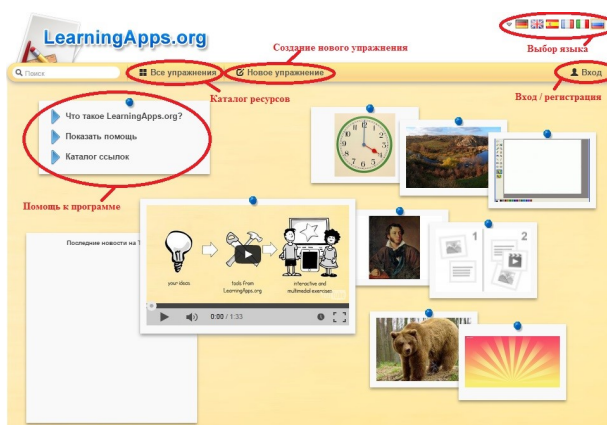 LearningApps.org
Создание нового упражнения
Выбор языка
Поиск
Все упражнения
Новое упражнение
Вход
Каталог ресурсов
Вход / регистрация
Что такое LearningApps.org?
Показать помощь
Каталог ссылок
Помощь к программе
Последние новости на
1
2
your ideas
tools from
LearningApps.org
interactive and
multimedial exercises
0:00 / 1:33